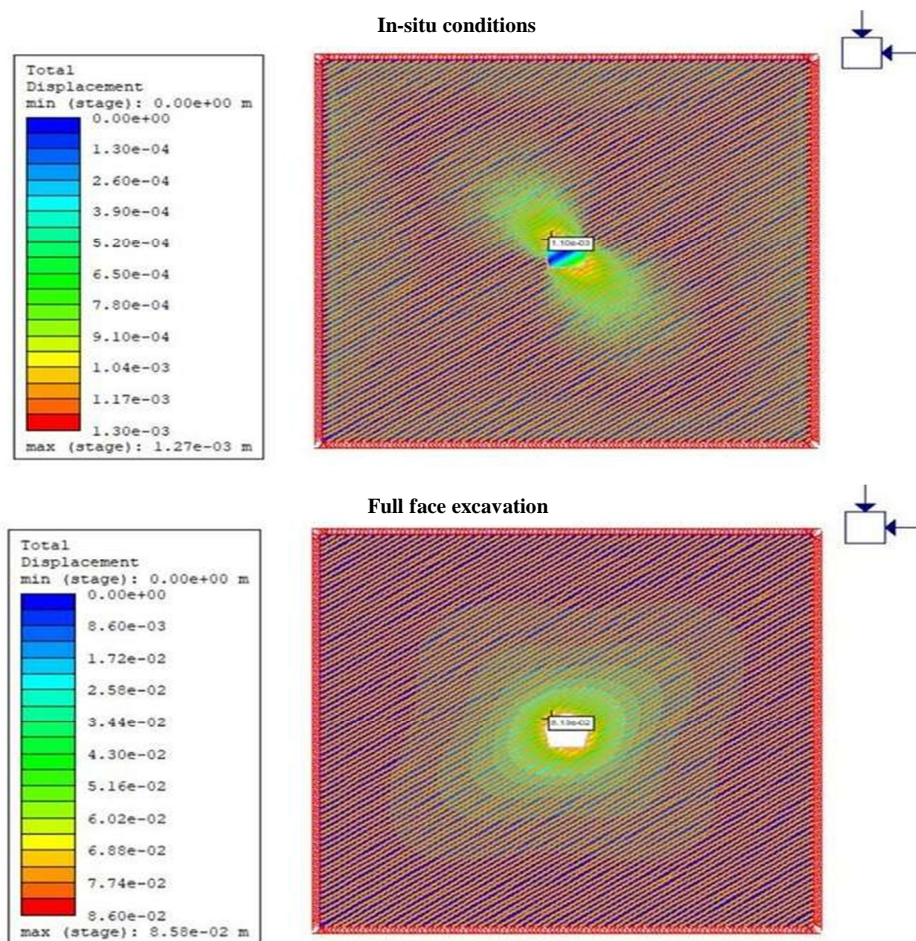 In-situ conditions
Total
Displacement
min (stage): 0.00e+00 m
0.00e+00
1.30e-04
2.60e-04
3.90e-04
5.20e-04
6.50e-04
7.80e-04
9.10e-04
1.04e-03
1.17e-03
1.30e-03
max (stage): 1.27e-03 m
1.10e-03
Full face excavation
Total
Displacement
min (stage): 0.00e+00 m
0.00e+00
8.60e-03
1.72e-02
2.58e-02
3.44e-02
4.30e-02
5.16e-02
6.02e-02
6.88e-02
7.74e-02
8.60e-02
max (stage): 8.58e-02 m